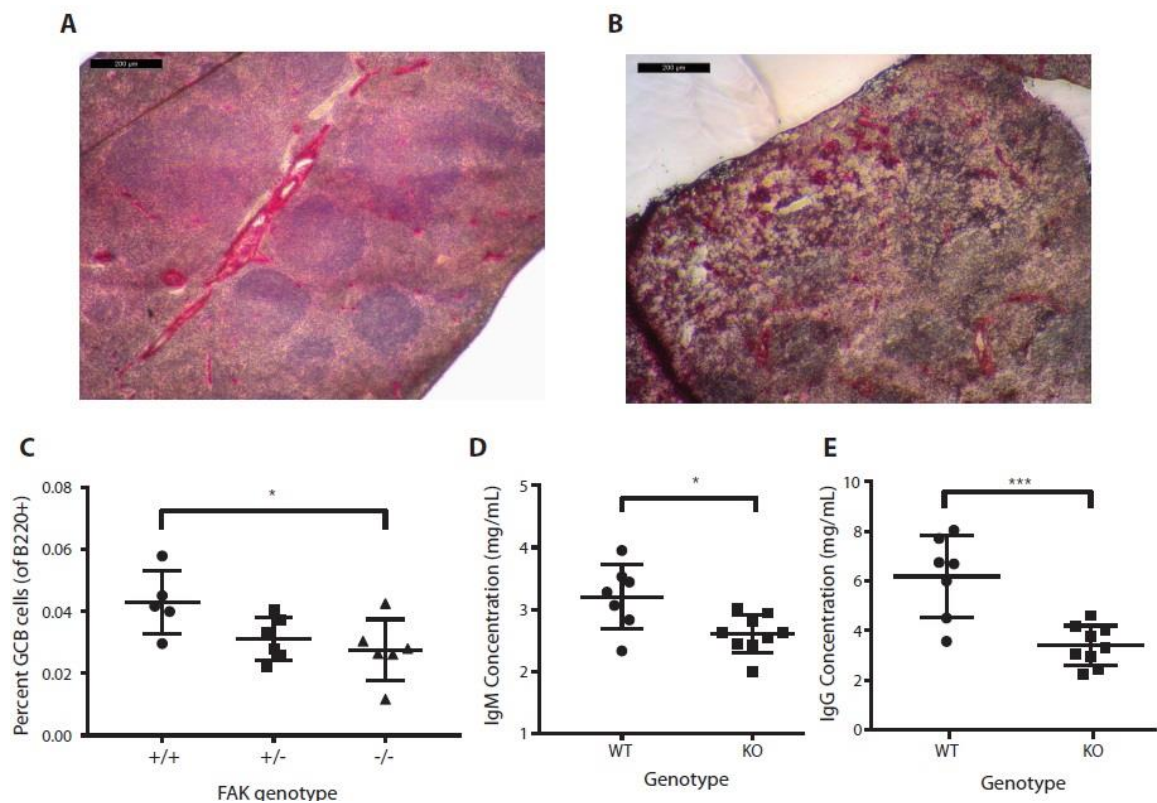 A
B
200 µm
200 µm
C
D
E
Percent GCB cells (of B220+)
0.08
0.06
0.04
0.02
0.00
*
+/+
+/-
-/-
FAK genotype
IgM Concentration (mg/mL)
5
4
3
2
1
*
WT
KO
Genotype
IgG Concentration (mg/mL)
10
8
6
4
2
0
***
WT
KO
Genotype